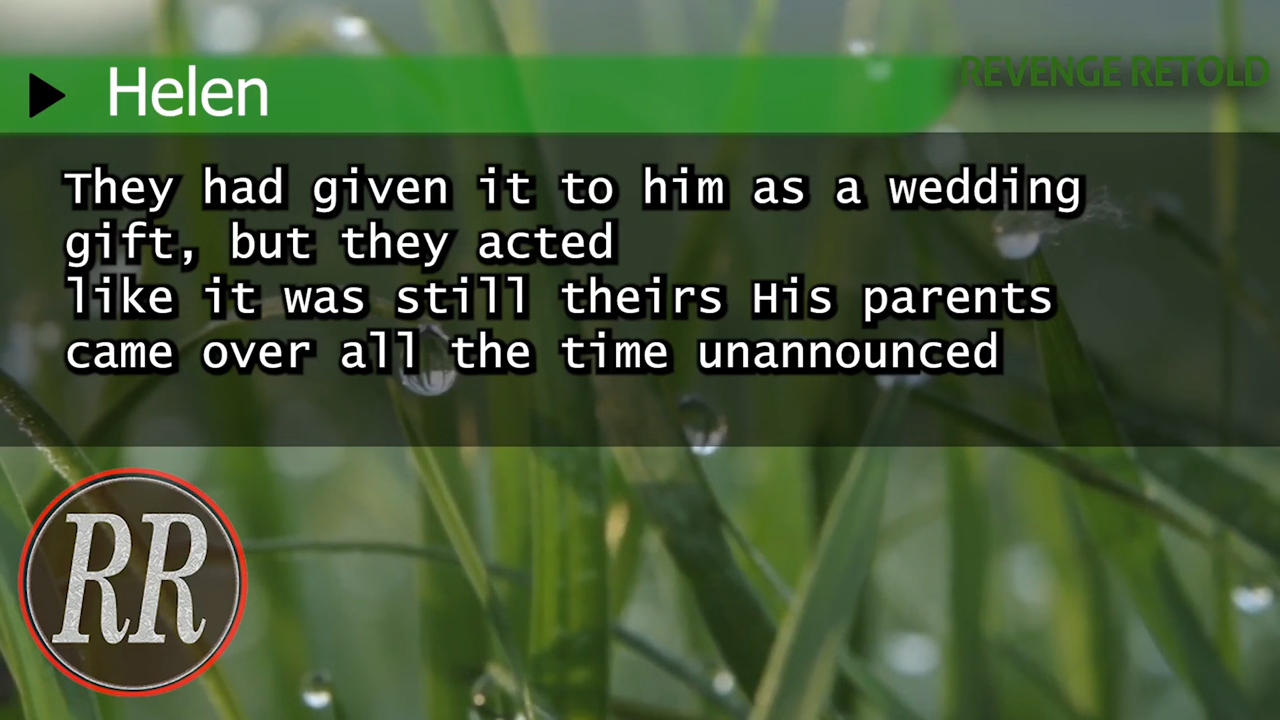 Helen
REVENGE RETOLD
They had given it to him as a wedding
gift, but they acted
like it was still theirs His parents
came over all the time unannounced
RR